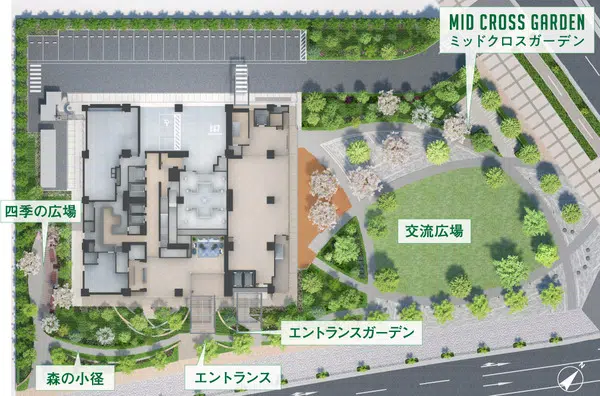 MID CROSS GARDEN
ミッドクロスガーデン
四季の広場
交流広場
エントランスガーデン
森の小径
エントランス
N